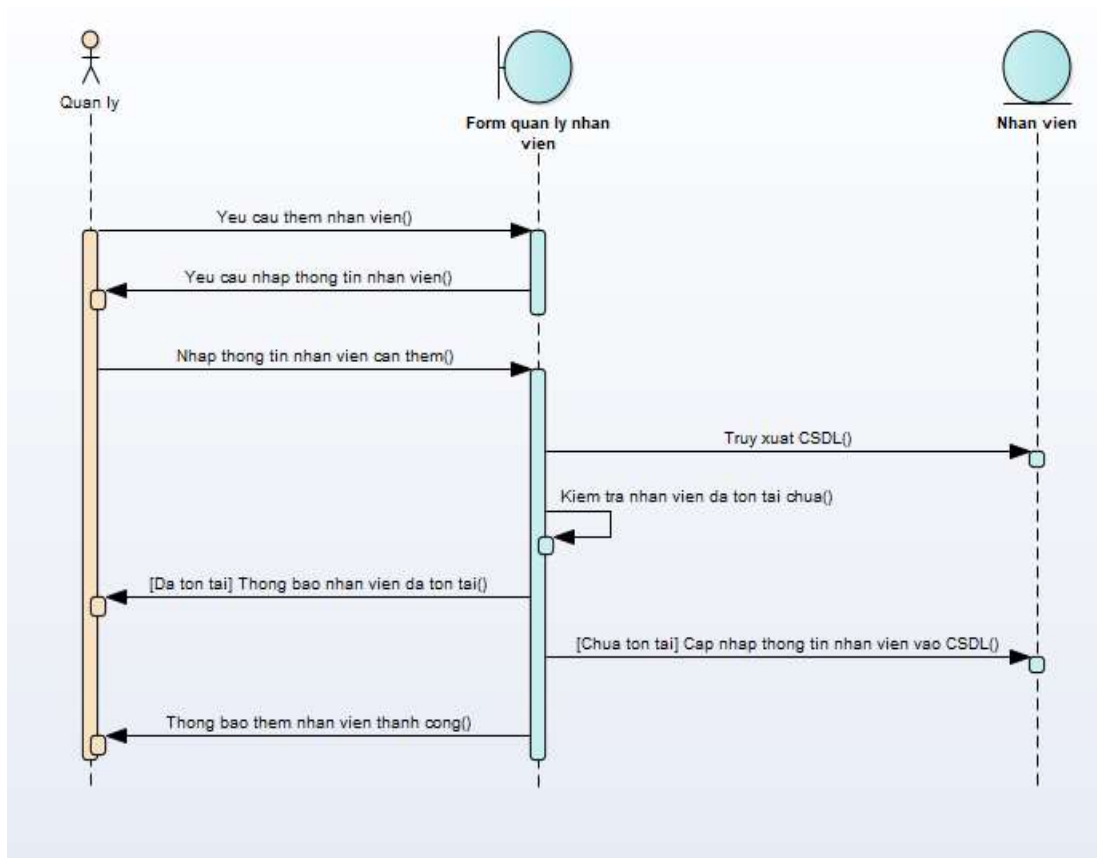 Quan ly
Form quan ly nhan
vien
Nhan vien
Yeu cau them nhan vien()
Yeu cau nhap thong tin nhan vien()
Nhap thong tin nhan vien can them()
Truy xuat CSDL()
Kiem tra nhan vien da ton tai chua()
[Da ton tai] Thong bao nhan vien da ton tai()
[Chua ton tai] Cap nhap thong tin nhan vien vao CSDL()
Thong bao them nhan vien thanh cong()